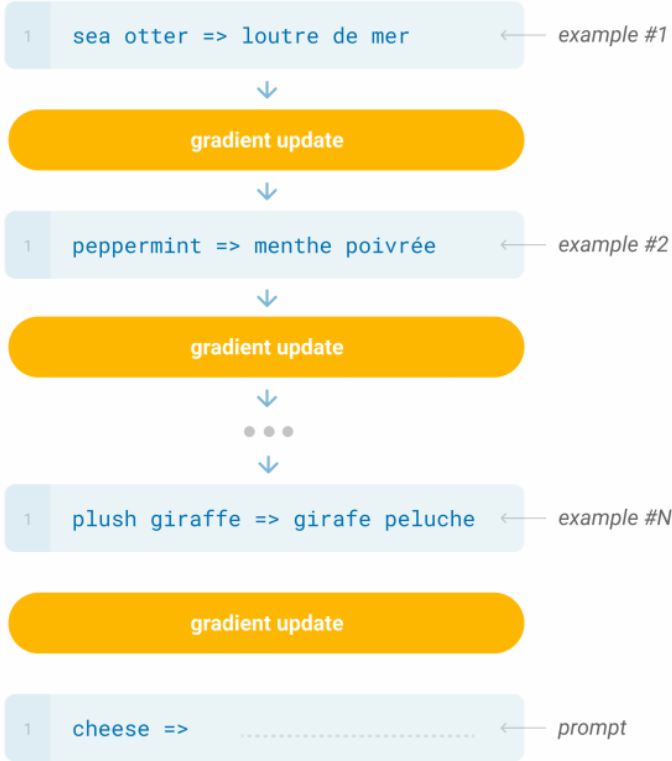 1 sea otter => loutre de mer ← example #1
↓
gradient update
↓
1 peppermint => menthe poivrée ← example #2
↓
gradient update
↓
•••
↓
1 plush giraffe => girafe peluche ← example #N
gradient update
1 cheese => .............................. ← prompt